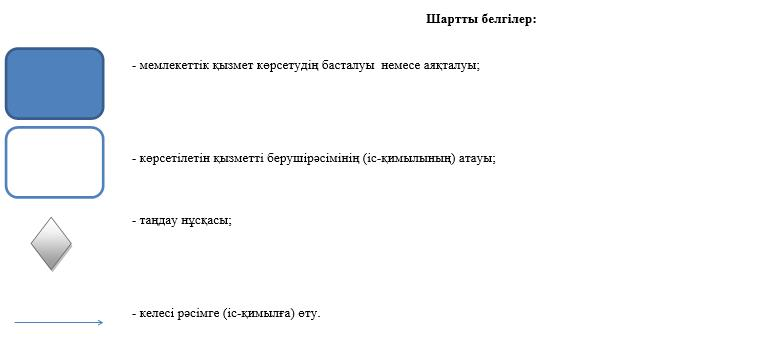 Шартты белгілер:
- мемлекеттік қызмет көрсетудің басталуы немесе аяқталуы;
- көрсетілетін қызметті берушірәсімінің (іс-қимылының) атауы;
- таңдау нұсқасы;
- келесі рәсімге (іс-қимылға) өту.